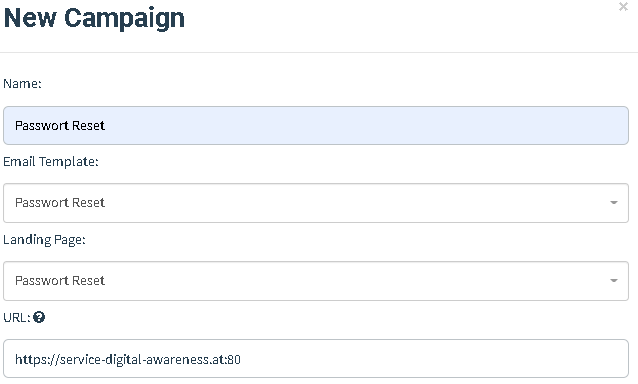 New Campaign
×
Name:
Passwort Reset
Email Template:
Passwort Reset
Landing Page:
Passwort Reset
URL: ?
https://service-digital-awareness.at:80